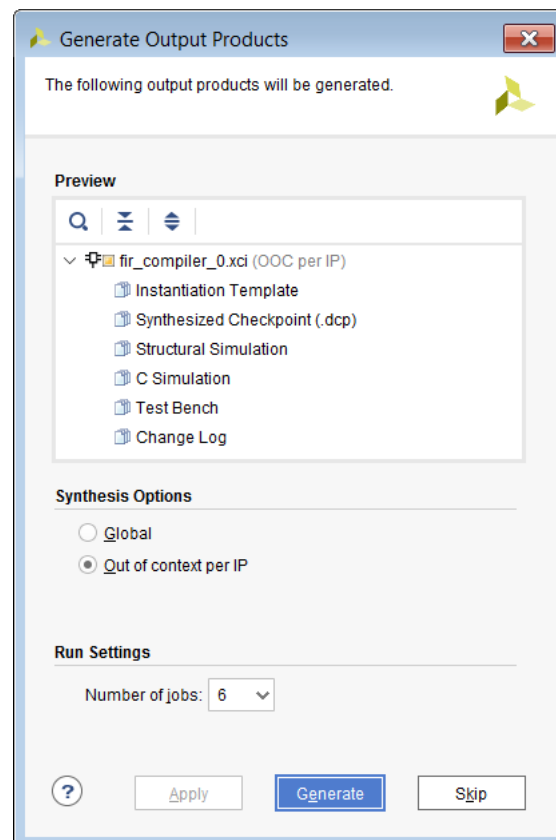 Generate Output Products
The following output products will be generated.
Preview
fir_compiler_0.xci (OOC per IP)
Instantiation Template
Synthesized Checkpoint (.dcp)
Structural Simulation
C Simulation
Test Bench
Change Log
Synthesis Options
Global
Out of context per IP
Run Settings
Number of jobs: 6
? Apply Generate Skip